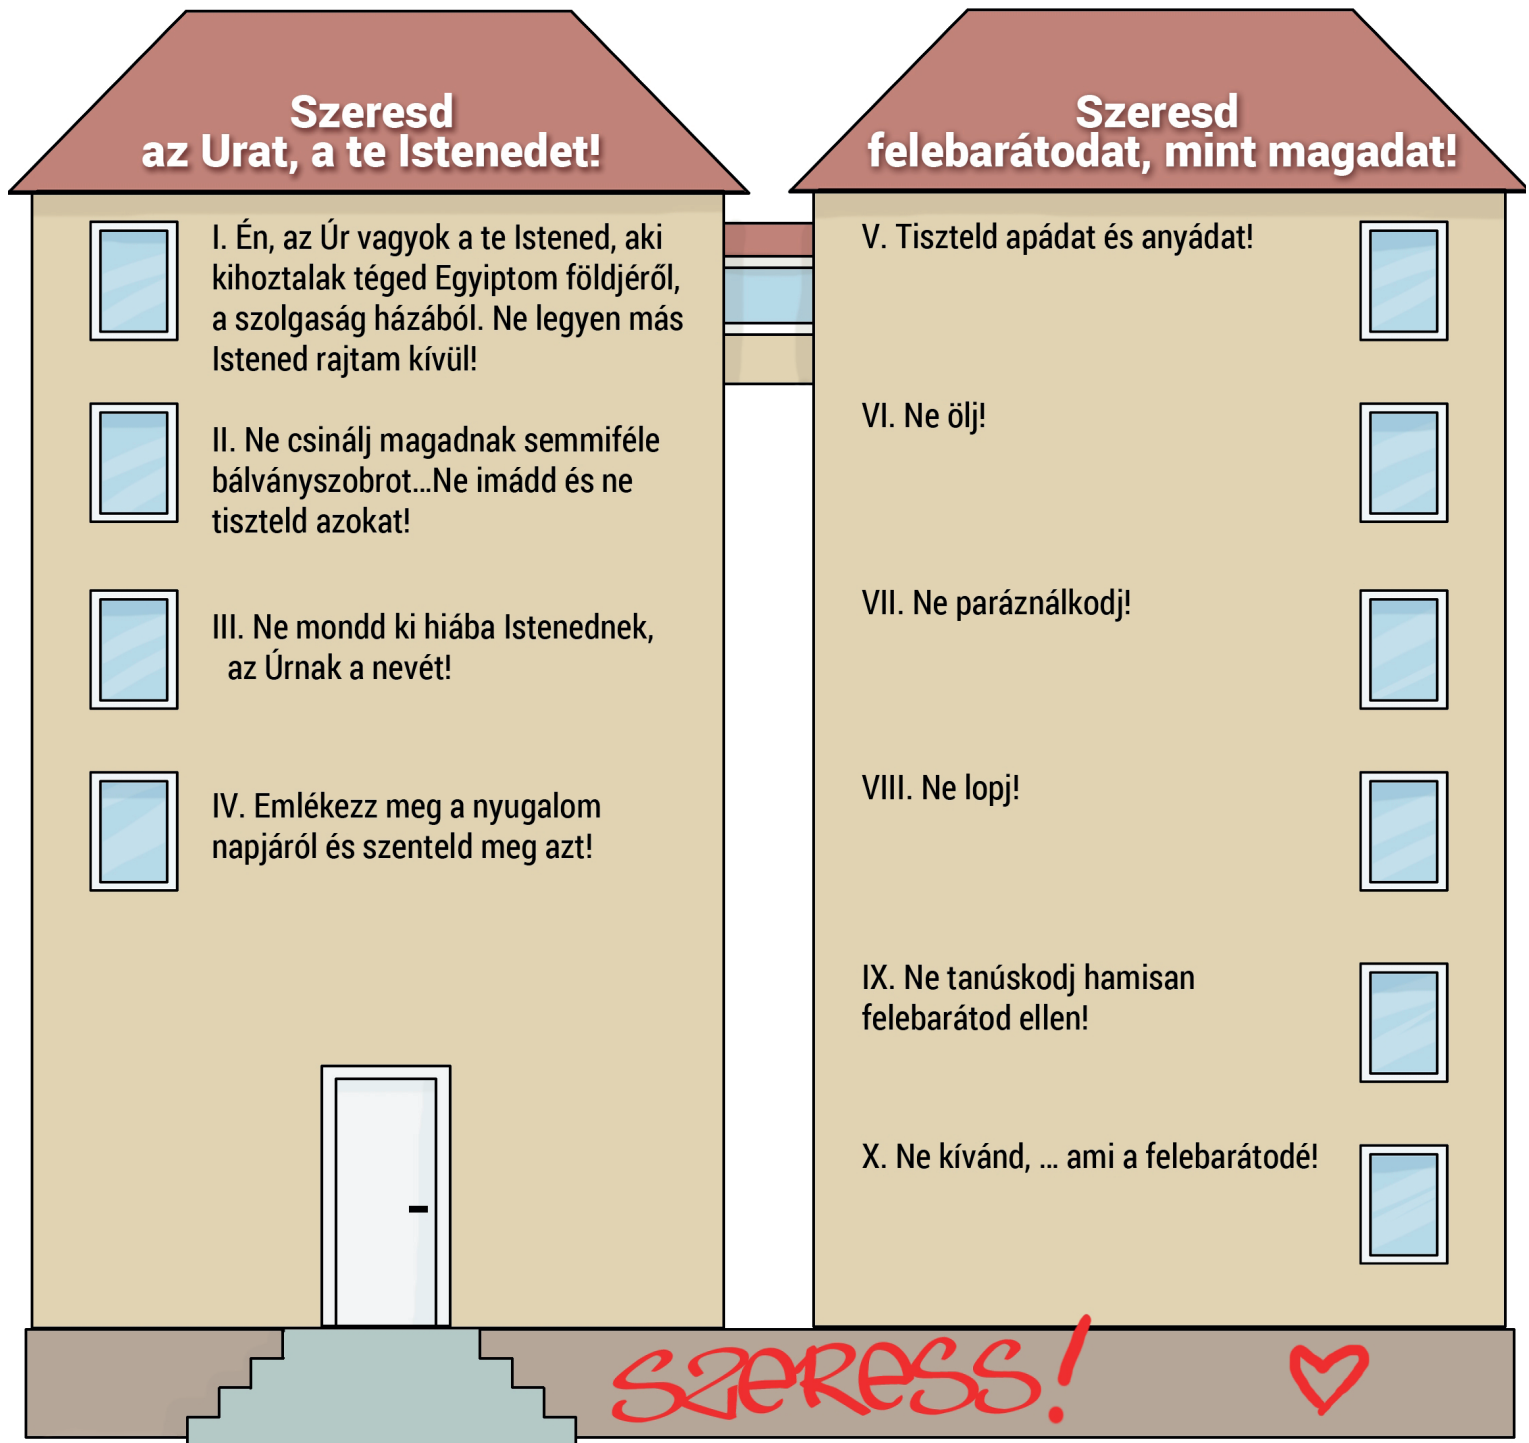 Szeresd
az Urat, a te Istenedet!
I. Én, az Úr vagyok a te Istened, aki
kihoztalak téged Egyiptom földjéről,
a szolgaság házából. Ne legyen más
Istened rajtam kívül!
II. Ne csinálj magadnak semmiféle
bálványszobrot...Ne imádd és ne
tiszteld azokat!
III. Ne mondd ki hiába Istenednek,
az Úrnak a nevét!
IV. Emlékezz meg a nyugalom
napjáról és szenteld meg azt!
Szeresd
felebarátodat, mint magadat!
V. Tiszteld apádat és anyádat!
VI. Ne ölj!
VII. Ne paráználkodj!
VIII. Ne lopj!
IX. Ne tanúskodj hamisan
felebarátod ellen!
X. Ne kívánd, ... ami a felebarátodé!
SZERESS!